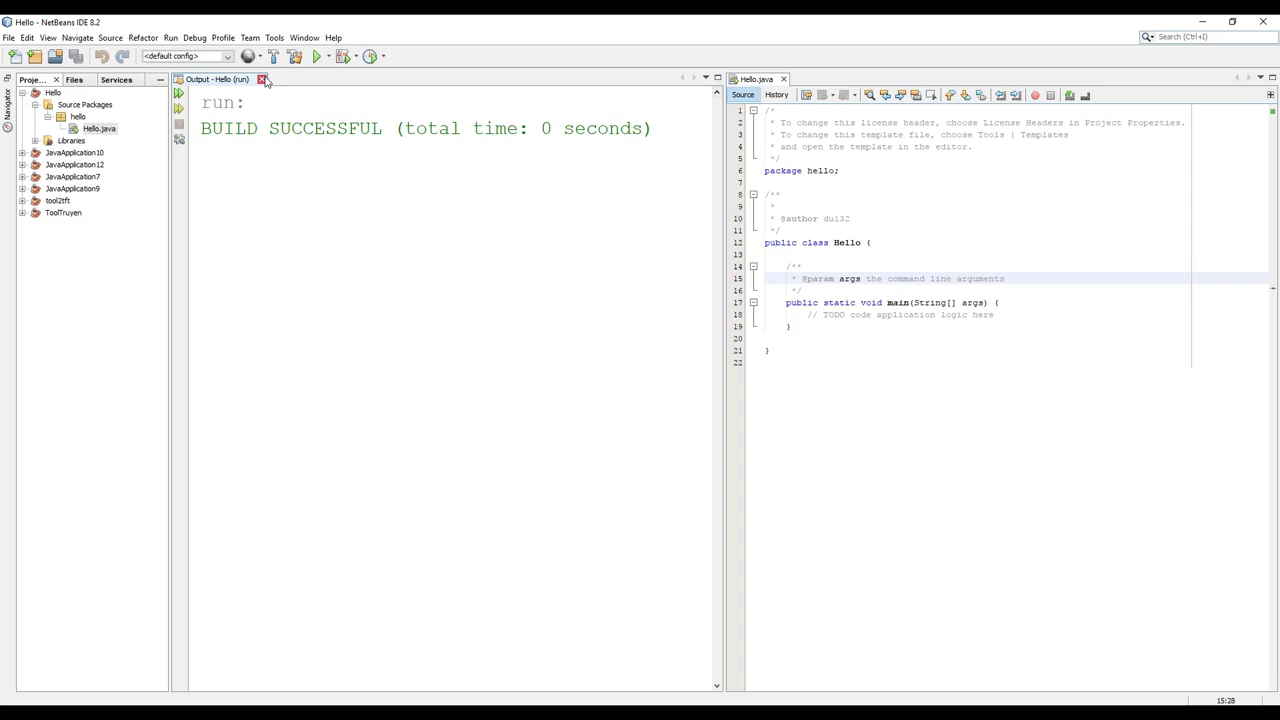 Hello - NetBeans IDE 8.2
File Edit View Navigate Source Refactor Run Debug Profile Team Tools Window Help
Search (Ctrl+I)
<default config>
Proje...
Files
Services
Navigator
Hello
Source Packages
hello
Hello.java
Libraries
JavaApplication10
JavaApplication12
JavaApplication7
JavaApplication9
tool2tft
ToolTruyen
Output - Hello (run)
run:
BUILD SUCCESSFUL (total time: 0 seconds)
Hello.java
Source History
1 /*
2 * To change this license header, choose License Headers in Project Properties.
3 * To change this template file, choose Tools | Templates
4 * and open the template in the editor.
5 */
6 package hello;
7
8 /**
9 *
10 * @author du132
11 */
12 public class Hello {
13
14 /**
15 * @param args the command line arguments
16 */
17 public static void main(String[] args) {
18 // TODO code application logic here
19 }
20
21 }
22
15:28